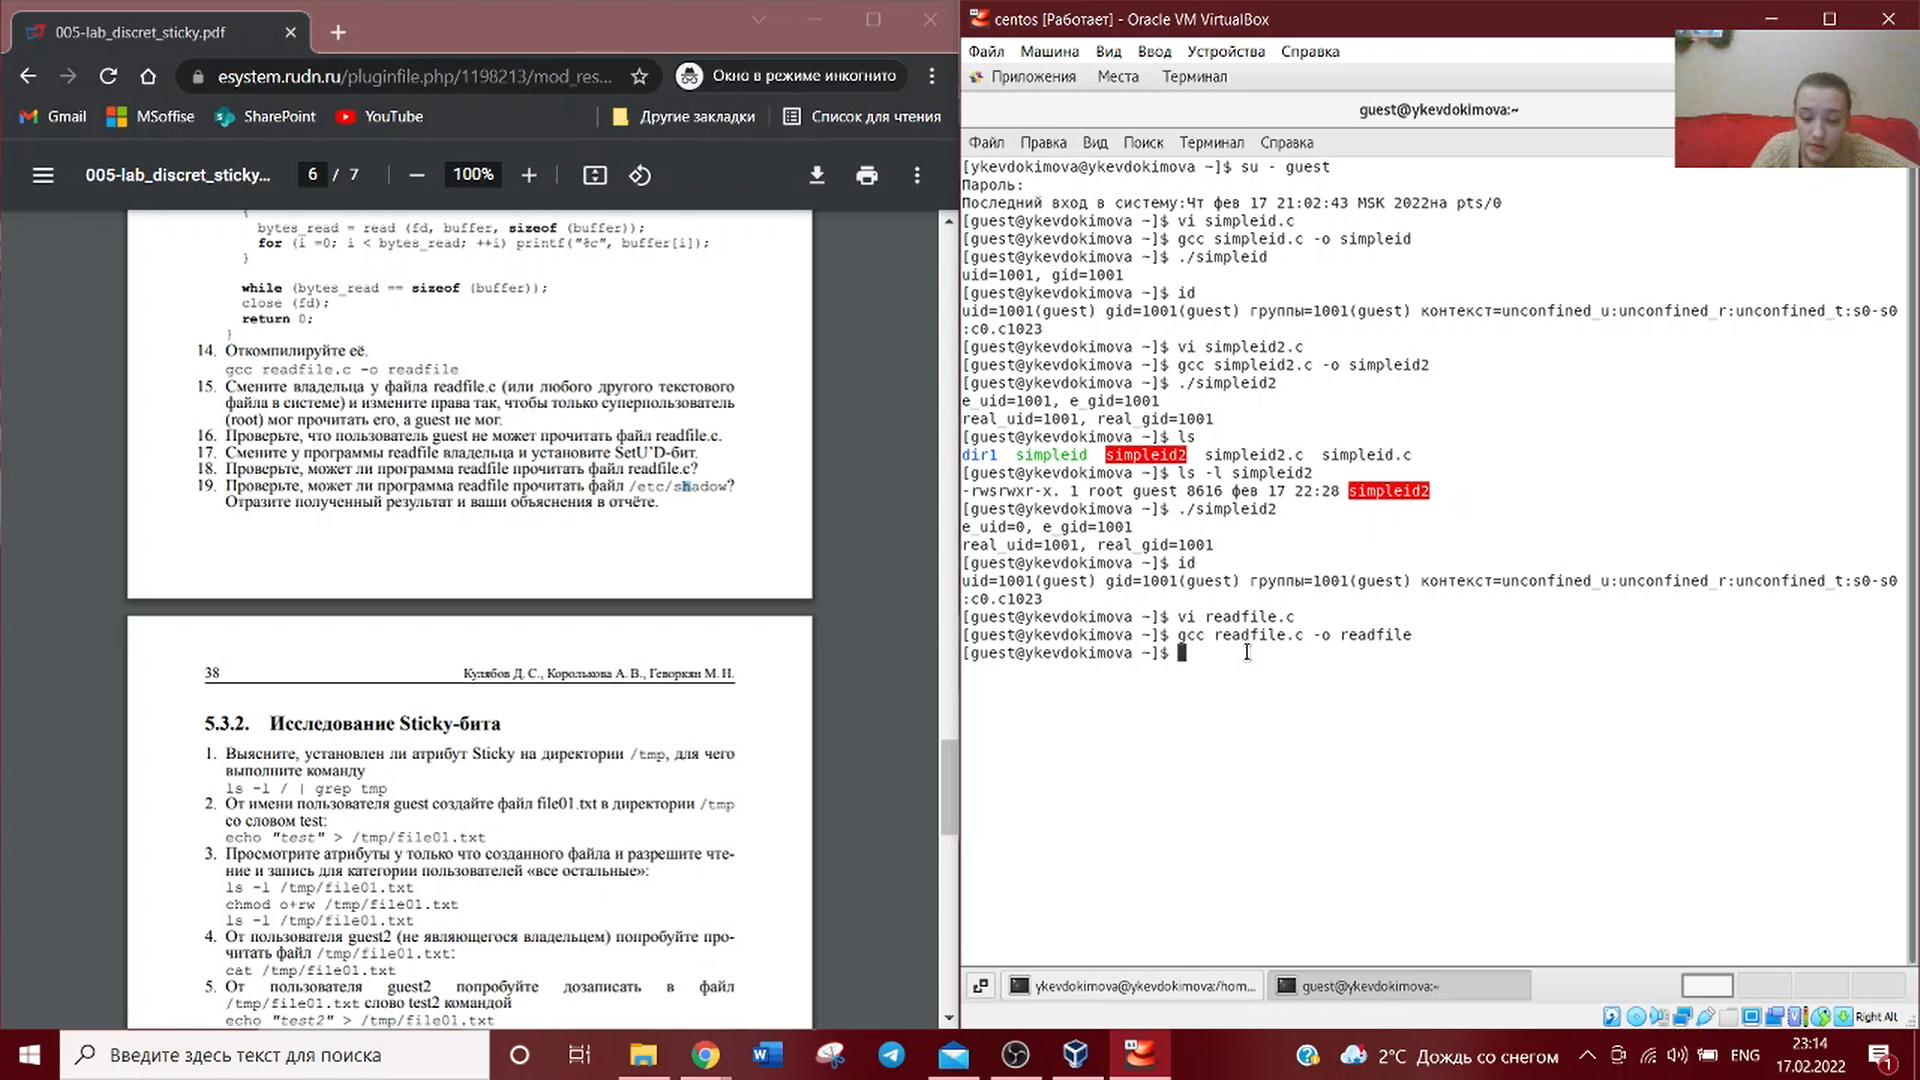 005-lab_discret_sticky.pdf
esystem.rudn.ru/pluginfile.php/1198213/mod_res...
Окно в режиме инкогнито
Gmail
MSoffise
SharePoint
YouTube
Другие закладки
Список для чтения
005-lab_discret_sticky...
6 / 7
100%
{
bytes_read = read (fd, buffer, sizeof (buffer));
for (i =0; i < bytes_read; ++i) printf("%c", buffer[i]);
}
while (bytes_read == sizeof (buffer));
close (fd);
return 0;
}
14. Откомпилируйте её.
gcc readfile.c -o readfile
15. Смените владельца у файла readfile.c (или любого другого текстового
файла в системе) и измените права так, чтобы только суперпользователь
(root) мог прочитать его, а guest не мог.
16. Проверьте, что пользователь guest не может прочитать файл readfile.c.
17. Смените у программы readfile владельца и установите SetU'D-бит.
18. Проверьте, может ли программа readfile прочитать файл readfile.c?
19. Проверьте, может ли программа readfile прочитать файл /etc/shadow?
Отразите полученный результат и ваши объяснения в отчёте.
38
Кулябов Д. С., Королькова А. В., Геворкян М. Н.
5.3.2. Исследование Sticky-бита
1. Выясните, установлен ли атрибут Sticky на директории /tmp, для чего
выполните команду
ls -l / | grep tmp
2. От имени пользователя guest создайте файл file01.txt в директории /tmp
со словом test:
echo "test" > /tmp/file01.txt
3. Просмотрите атрибуты у только что созданного файла и разрешите чте-
ние и запись для категории пользователей «все остальные»:
ls -l /tmp/file01.txt
chmod o+rw /tmp/file01.txt
ls -l /tmp/file01.txt
4. От пользователя guest2 (не являющегося владельцем) попробуйте про-
читать файл /tmp/file01.txt:
cat /tmp/file01.txt
5. От пользователя guest2 попробуйте дозаписать в файл
/tmp/file01.txt слово test2 командой
echo "test2" > /tmp/file01.txt
centos [Работает] - Oracle VM VirtualBox
Файл Машина Вид Ввод Устройства Справка
Приложения Места Терминал
guest@ykevdokimova:~
Файл Правка Вид Поиск Терминал Справка
[ykevdokimova@ykevdokimova ~]$ su - guest
Пароль:
Последний вход в систему:Чт фев 17 21:02:43 MSK 2022на pts/0
[guest@ykevdokimova ~]$ vi simpleid.c
[guest@ykevdokimova ~]$ gcc simpleid.c -o simpleid
[guest@ykevdokimova ~]$ ./simpleid
uid=1001, gid=1001
[guest@ykevdokimova ~]$ id
uid=1001(guest) gid=1001(guest) группы=1001(guest) контекст=unconfined_u:unconfined_r:unconfined_t:s0-s0
:c0.c1023
[guest@ykevdokimova ~]$ vi simpleid2.c
[guest@ykevdokimova ~]$ gcc simpleid2.c -o simpleid2
[guest@ykevdokimova ~]$ ./simpleid2
e_uid=1001, e_gid=1001
real_uid=1001, real_gid=1001
[guest@ykevdokimova ~]$ ls
dir1 simpleid simpleid2 simpleid2.c simpleid.c
[guest@ykevdokimova ~]$ ls -l simpleid2
-rwsrwxr-x. 1 root guest 8616 фев 17 22:28 simpleid2
[guest@ykevdokimova ~]$ ./simpleid2
e_uid=0, e_gid=1001
real_uid=1001, real_gid=1001
[guest@ykevdokimova ~]$ id
uid=1001(guest) gid=1001(guest) группы=1001(guest) контекст=unconfined_u:unconfined_r:unconfined_t:s0-s0
:c0.c1023
[guest@ykevdokimova ~]$ vi readfile.c
[guest@ykevdokimova ~]$ gcc readfile.c -o readfile
[guest@ykevdokimova ~]$
ykevdokimova@ykevdokimova:/hom...
guest@ykevdokimova:~
Right Alt
Введите здесь текст для поиска
2°C Дождь со снегом
ENG
23:14
17.02.2022
1